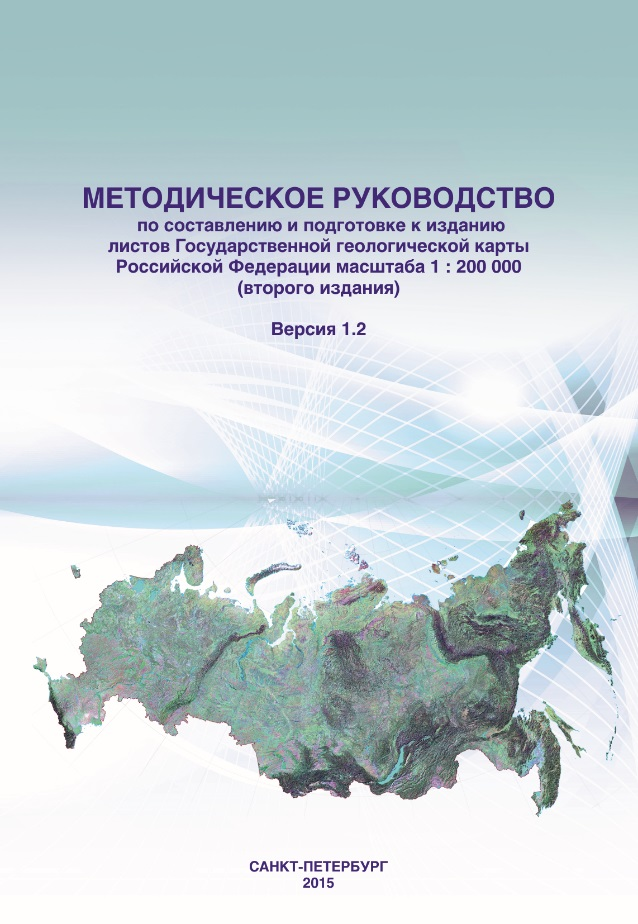 МЕТОДИЧЕСКОЕ РУКОВОДСТВО
по составлению и подготовке к изданию
листов Государственной геологической карты
Российской Федерации масштаба 1 : 200 000
(второго издания)
Версия 1.2
САНКТ-ПЕТЕРБУРГ
2015